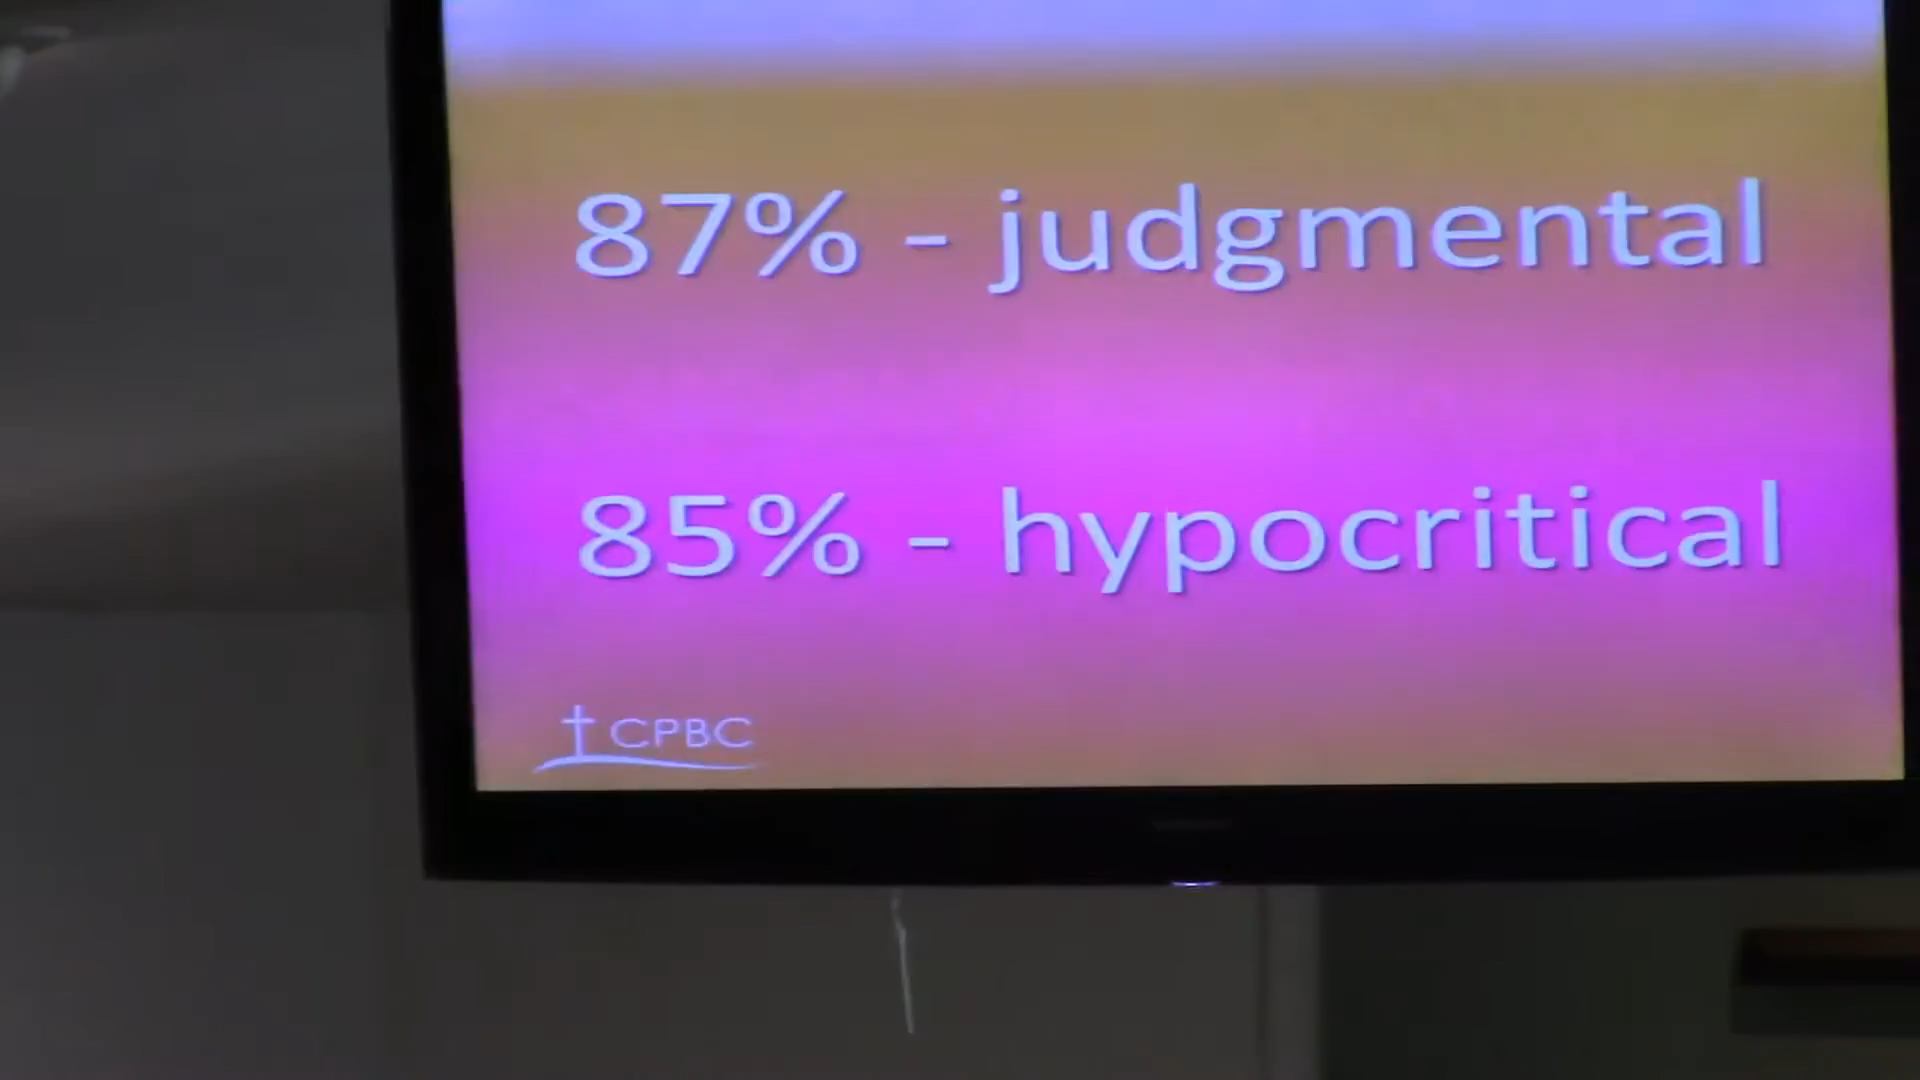 87% - judgmental
85% - hypocritical
CPBC